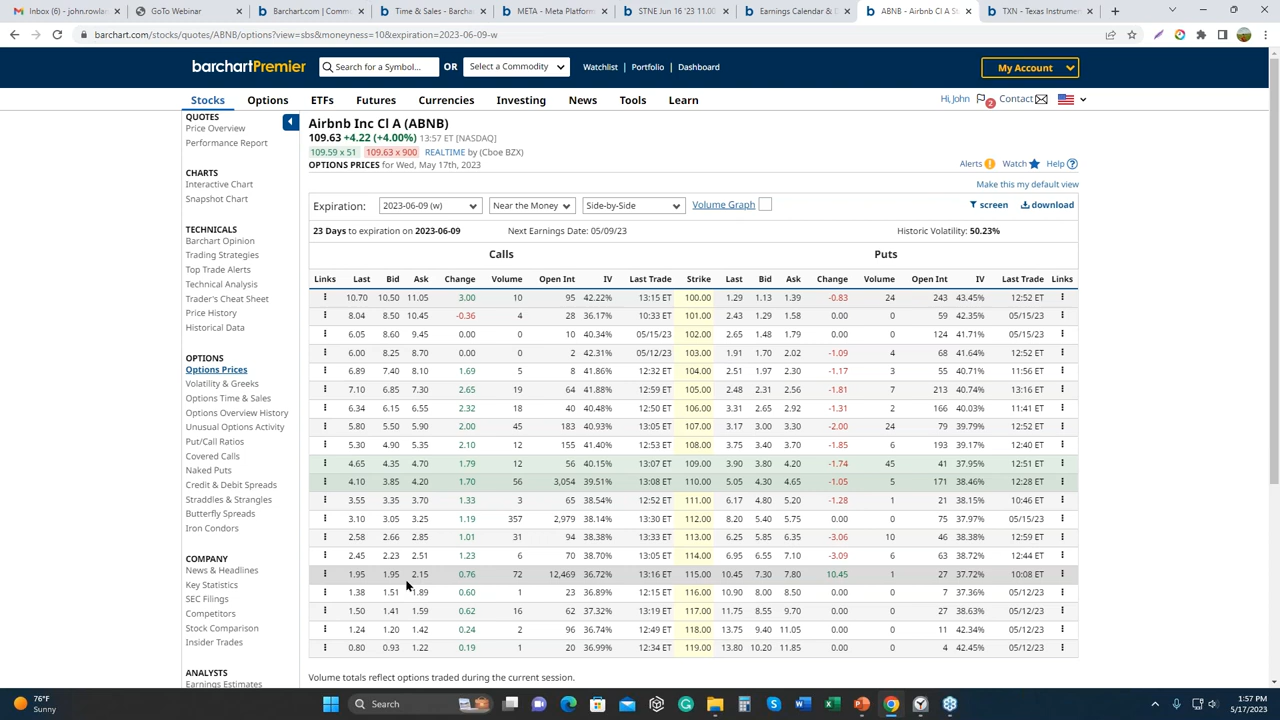 Inbox (6) - john.rowlan
GoTo Webinar
Barchart.com | Comm
Time & Sales - Barchar
META - Meta Platform
STNE Jun 16 '23 11.00
Earnings Calendar & D
ABNB - Airbnb Cl A S
TXN - Texas Instrumen
barchart.com/stocks/quotes/ABNB/options?view=sbs&moneyness=10&expiration=2023-06-09-w
barchartPremier
Search for a Symbol...
OR
Select a Commodity
Watchlist
Portfolio
Dashboard
My Account
Stocks
Options
ETFs
Futures
Currencies
Investing
News
Tools
Learn
Hi, John
2
Contact
QUOTES
Price Overview
Performance Report
CHARTS
Interactive Chart
Snapshot Chart
TECHNICALS
Barchart Opinion
Trading Strategies
Top Trade Alerts
Technical Analysis
Trader's Cheat Sheet
Price History
Historical Data
OPTIONS
Options Prices
Volatility & Greeks
Options Time & Sales
Options Overview History
Unusual Options Activity
Put/Call Ratios
Covered Calls
Naked Puts
Credit & Debit Spreads
Straddles & Strangles
Butterfly Spreads
Iron Condors
COMPANY
News & Headlines
Key Statistics
SEC Filings
Competitors
Stock Comparison
Insider Trades
ANALYSTS
Earnings Estimates
Airbnb Inc Cl A (ABNB)
109.63 +4.22 (+4.00%) 13:57 ET [NASDAQ]
109.59 x 51 109.63 x 900 REALTIME by (Cboe BZX)
OPTIONS PRICES for Wed, May 17th, 2023
Alerts Watch Help
Make this my default view
Expiration: 2023-06-09 (w) Near the Money Side-by-Side Volume Graph screen download
23 Days to expiration on 2023-06-09 Next Earnings Date: 05/09/23 Historic Volatility: 50.23%
Calls Puts
Links Last Bid Ask Change Volume Open Int IV Last Trade Strike Last Bid Ask Change Volume Open Int IV Last Trade Links
10.70 10.50 11.05 3.00 10 95 42.22% 13:15 ET 100.00 1.29 1.13 1.39 -0.83 24 243 43.45% 12:52 ET
8.04 8.50 10.45 -0.36 4 28 36.17% 10:33 ET 101.00 2.43 1.29 1.58 0.00 0 59 42.35% 05/15/23
6.05 8.60 9.45 0.00 0 10 40.34% 05/15/23 102.00 2.65 1.48 1.79 0.00 0 124 41.71% 05/15/23
6.00 8.25 8.70 0.00 0 2 42.31% 05/12/23 103.00 1.91 1.70 2.02 -1.09 4 68 41.64% 12:52 ET
6.89 7.40 8.10 1.69 5 8 41.88% 12:32 ET 104.00 2.51 1.97 2.30 -1.17 3 55 40.71% 11:56 ET
7.10 6.85 7.30 2.65 19 64 41.88% 12:59 ET 105.00 2.48 2.31 2.56 -1.81 7 213 40.74% 13:16 ET
6.34 6.15 6.55 2.32 18 40 40.48% 12:50 ET 106.00 3.31 2.65 2.92 -1.31 2 166 40.03% 11:41 ET
5.80 5.50 5.90 2.00 45 183 40.93% 13:05 ET 107.00 3.17 3.00 3.30 -2.00 24 79 39.79% 12:52 ET
5.30 4.90 5.35 2.10 12 155 41.40% 12:53 ET 108.00 3.75 3.40 3.70 -1.85 6 193 39.17% 12:40 ET
4.65 4.35 4.70 1.79 12 56 40.15% 13:07 ET 109.00 3.90 3.80 4.20 -1.74 45 41 37.95% 12:51 ET
4.10 3.85 4.20 1.70 56 3,054 39.51% 13:08 ET 110.00 5.05 4.30 4.65 -1.05 5 171 38.46% 12:28 ET
3.55 3.35 3.70 1.33 3 65 38.54% 12:52 ET 111.00 6.17 4.80 5.20 -1.28 1 21 38.15% 10:46 ET
3.10 3.05 3.25 1.19 357 2,979 38.14% 13:30 ET 112.00 8.20 5.40 5.75 0.00 0 75 37.97% 05/15/23
2.58 2.66 2.85 1.01 31 94 38.38% 13:33 ET 113.00 6.25 5.85 6.35 -3.06 10 46 38.38% 12:59 ET
2.45 2.23 2.51 1.23 6 70 38.70% 13:05 ET 114.00 6.95 6.55 7.10 -3.09 6 63 38.72% 12:44 ET
1.95 1.95 2.15 0.76 72 12,469 36.72% 13:16 ET 115.00 10.45 7.30 7.80 10.45 1 27 37.72% 10:08 ET
1.38 1.51 1.89 0.60 1 23 36.89% 12:15 ET 116.00 10.90 8.00 8.50 0.00 0 7 37.36% 05/12/23
1.50 1.41 1.59 0.62 16 62 37.32% 13:19 ET 117.00 11.75 8.55 9.70 0.00 0 27 38.63% 05/12/23
1.24 1.20 1.42 0.24 2 96 36.74% 12:49 ET 118.00 13.75 9.40 11.05 0.00 0 11 42.34% 05/12/23
0.80 0.93 1.22 0.19 1 20 36.99% 12:34 ET 119.00 13.80 10.20 11.85 0.00 0 4 42.45% 05/12/23
Volume totals reflect options traded during the current session.
76°F
Sunny
Search
1:57 PM
5/17/2023